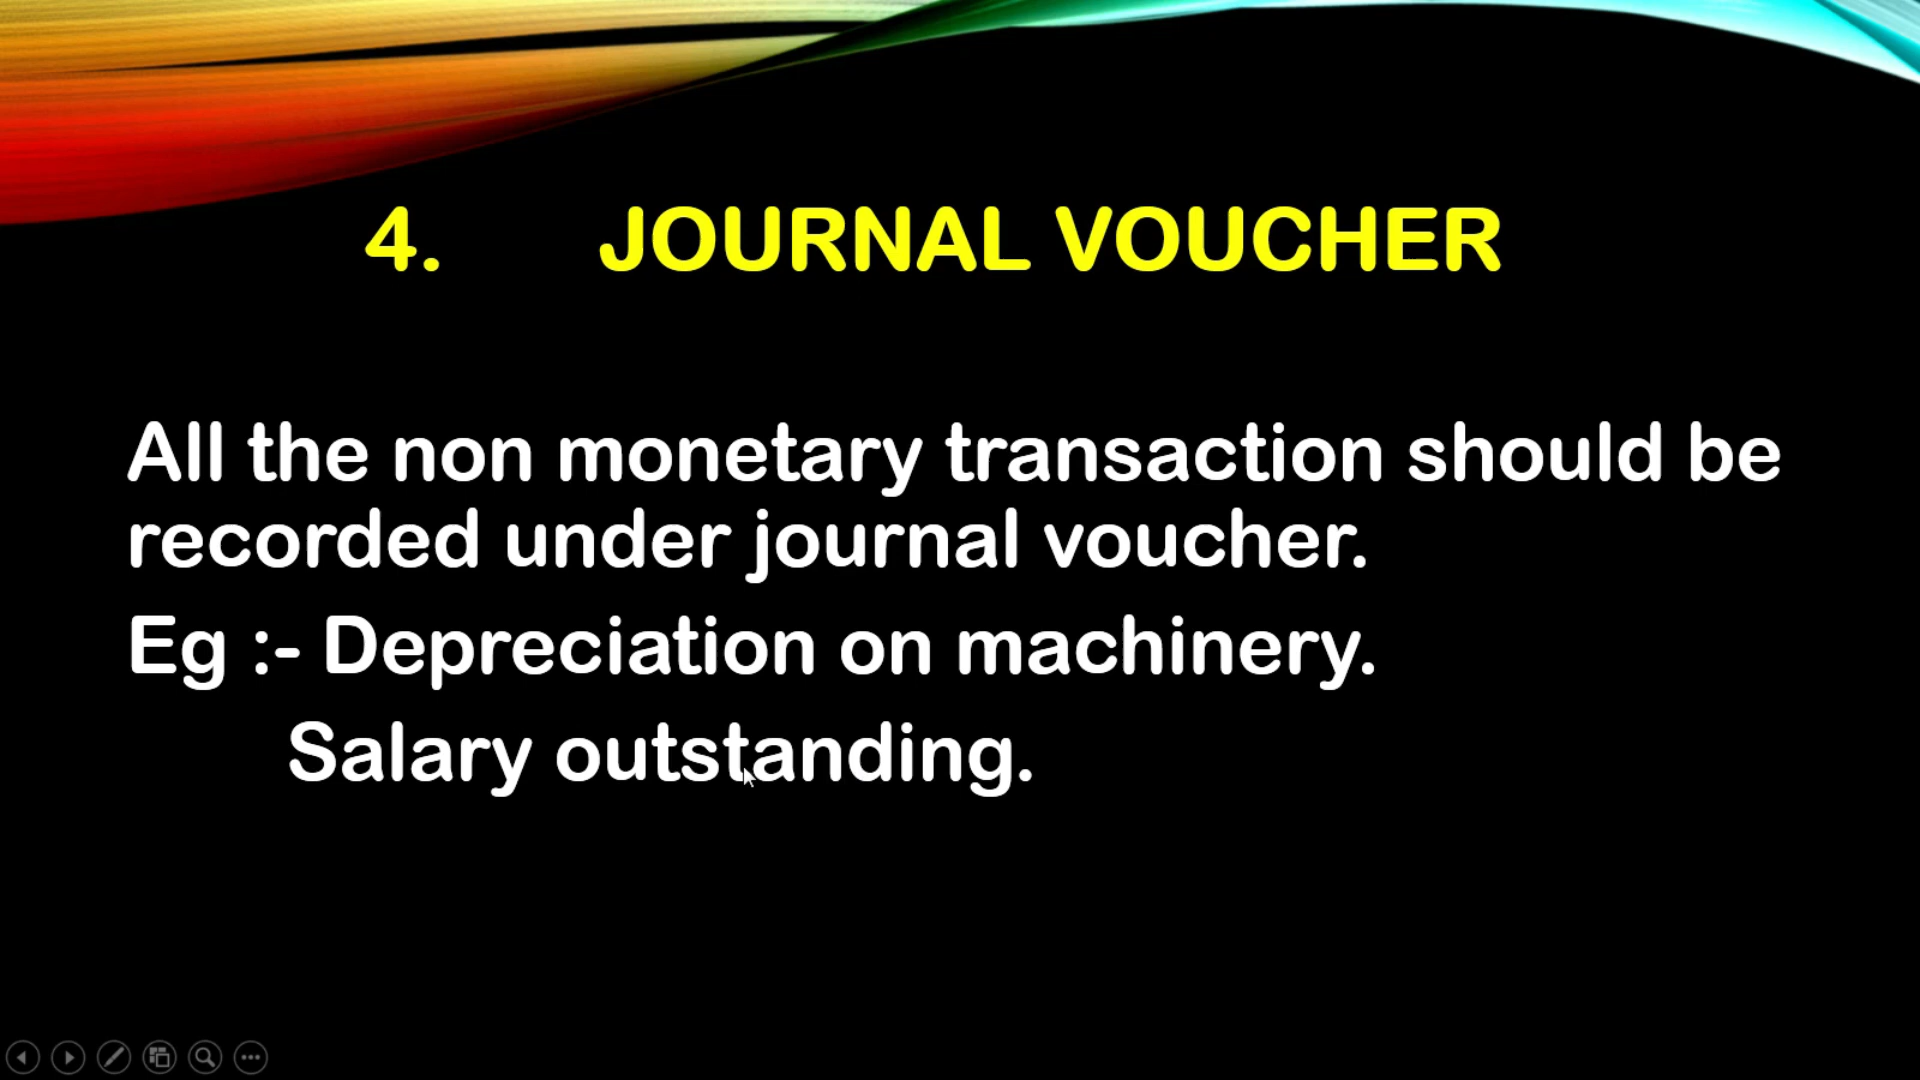 4. JOURNAL VOUCHER
All the non monetary transaction should be
recorded under journal voucher.
Eg :- Depreciation on machinery.
Salary outstanding.